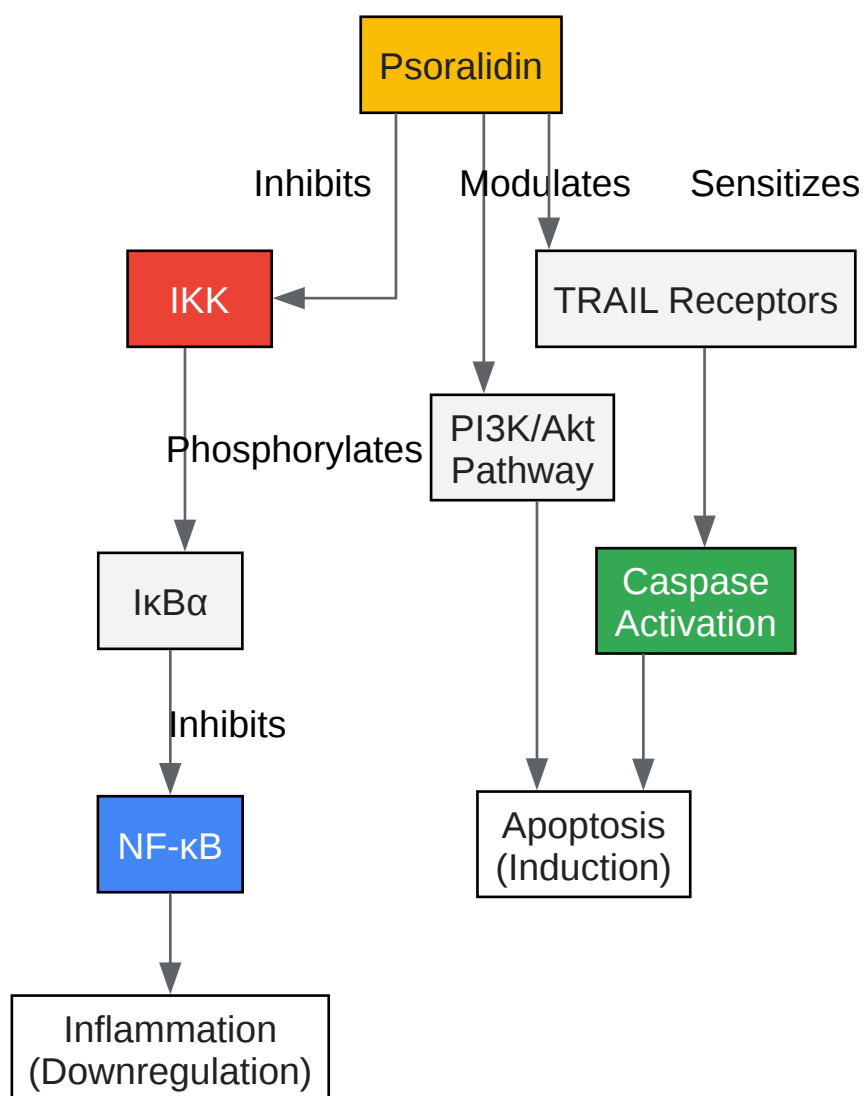 Psoralidin
Inhibits
Modulates
Sensitizes
IKK
TRAIL Receptors
Phosphorylates
PI3K/Akt
Pathway
IκBα
Caspase
Activation
Inhibits
NF-κB
Apoptosis
(Induction)
Inflammation
(Downregulation)